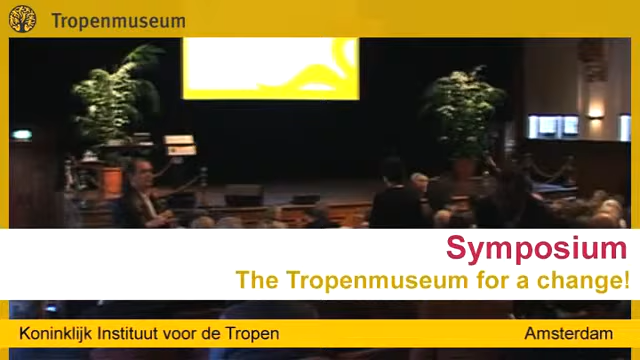 Tropenmuseum
Symposium
The Tropenmuseum for a change!
Koninklijk Instituut voor de Tropen
Amsterdam